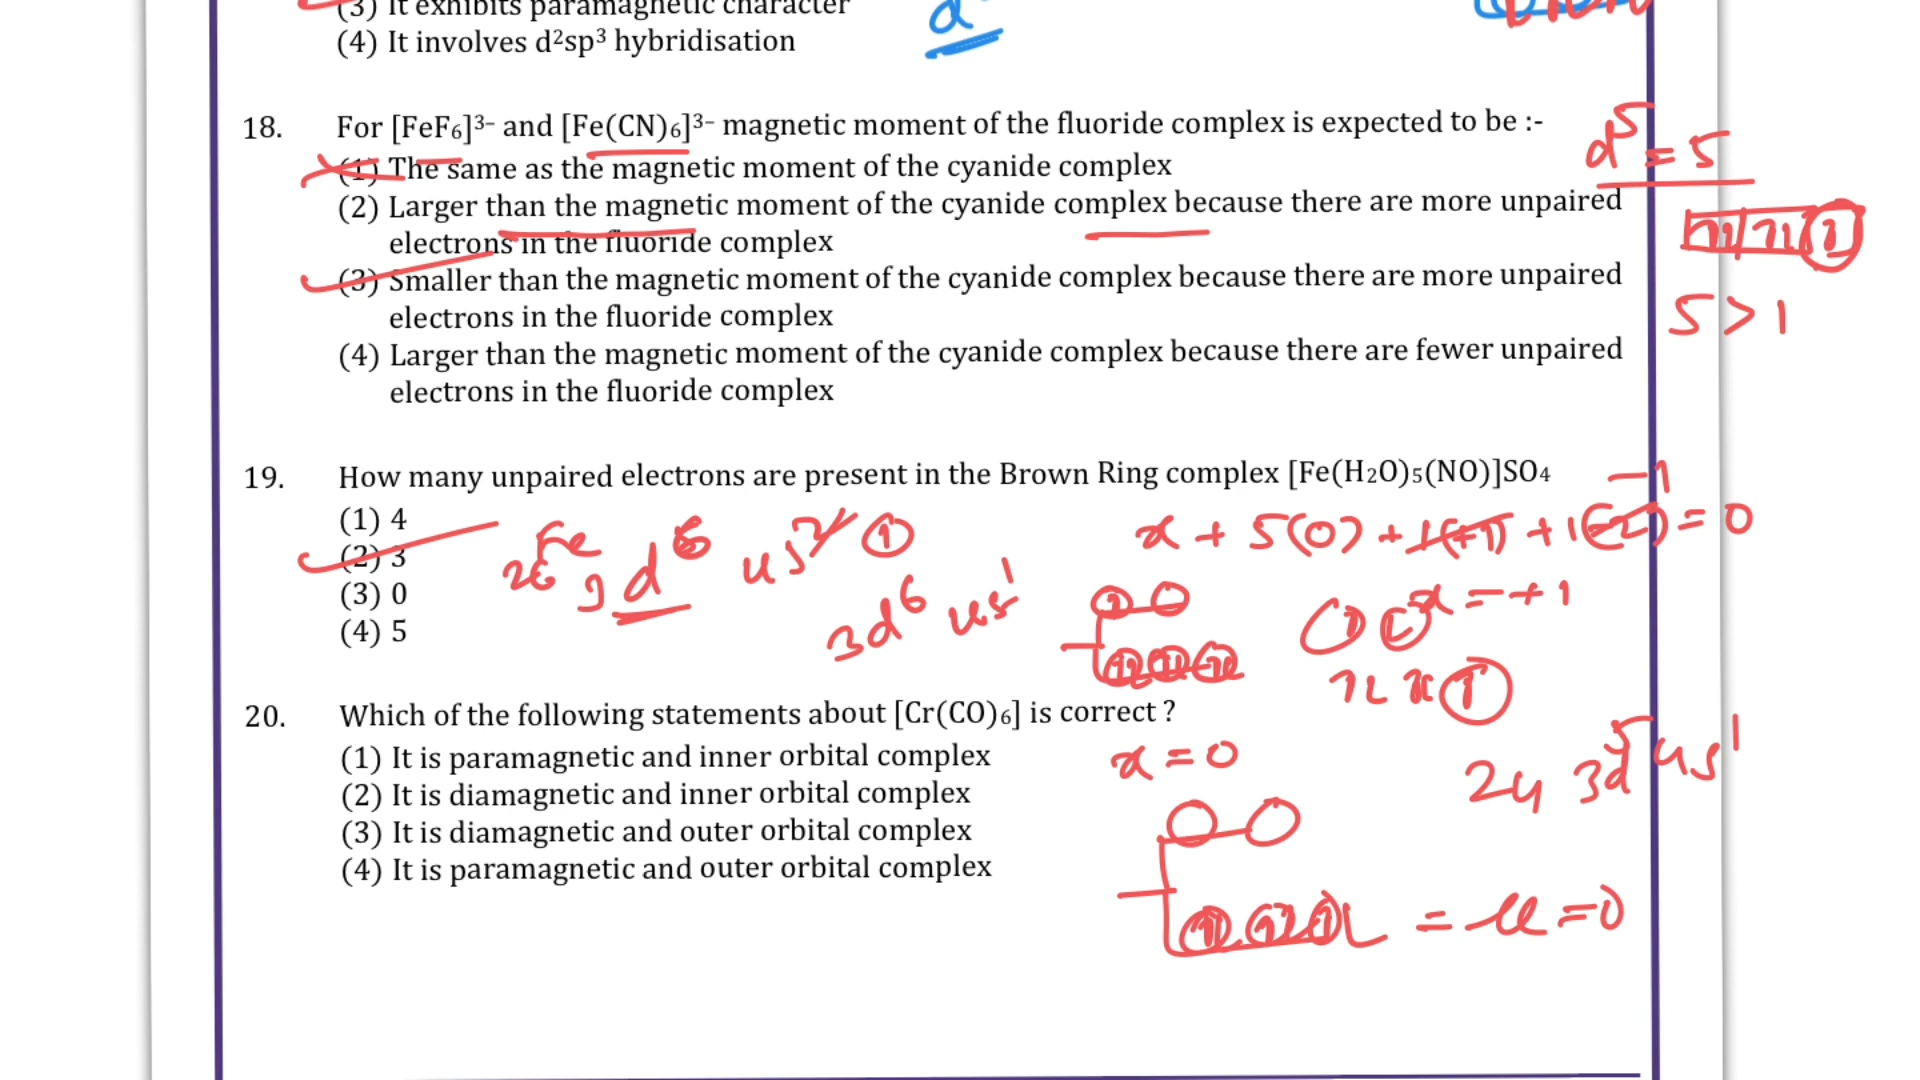 (3) It exhibits paramagnetic character
(4) It involves d²sp³ hybridisation
d
18. For [FeF₆]³⁻ and [Fe(CN)₆]³⁻ magnetic moment of the fluoride complex is expected to be :-
d⁵ = 5
(1) The same as the magnetic moment of the cyanide complex
(2) Larger than the magnetic moment of the cyanide complex because there are more unpaired
electrons in the fluoride complex
(3) Smaller than the magnetic moment of the cyanide complex because there are more unpaired
electrons in the fluoride complex
5 > 1
(4) Larger than the magnetic moment of the cyanide complex because there are fewer unpaired
electrons in the fluoride complex
19. How many unpaired electrons are present in the Brown Ring complex [Fe(H₂O)₅(NO)]SO₄
-1
(1) 4
x + 5(0) + 1(+1) + 1(-2) = 0
(2) 3
26 Fe 3d⁶ 4s² 1
(3) 0
3d⁶ 4s¹
x = +1
(4) 5
20. Which of the following statements about [Cr(CO)₆] is correct ?
(1) It is paramagnetic and inner orbital complex
x = 0
24 3d⁵ 4s¹
(2) It is diamagnetic and inner orbital complex
(3) It is diamagnetic and outer orbital complex
(4) It is paramagnetic and outer orbital complex
= μ = 0